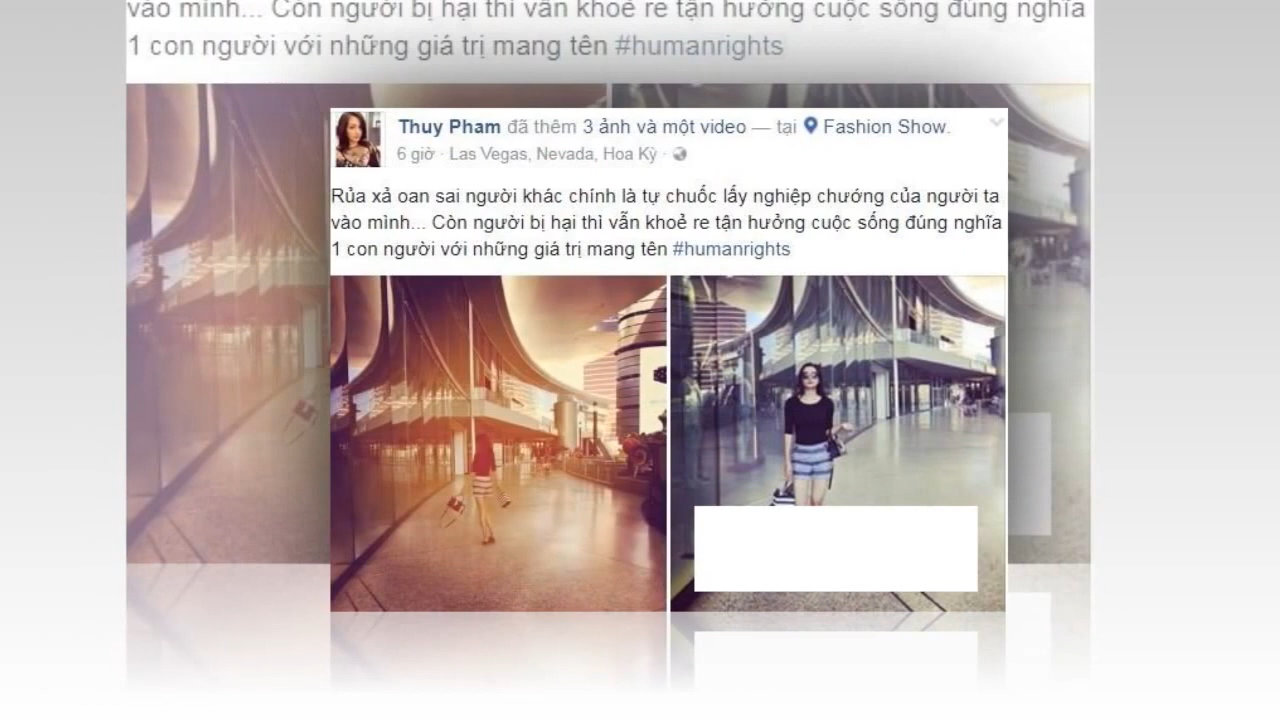 vào mình... Còn người bị hại thì vẫn khoẻ re tận hưởng cuộc sống đúng nghĩa
1 con người với những giá trị mang tên #humanrights
Thuy Pham đã thêm 3 ảnh và một video — tại Fashion Show.
6 giờ · Las Vegas, Nevada, Hoa Kỳ ·
Rủa xả oan sai người khác chính là tự chuốc lấy nghiệp chướng của người ta
vào mình... Còn người bị hại thì vẫn khoẻ re tận hưởng cuộc sống đúng nghĩa
1 con người với những giá trị mang tên #humanrights